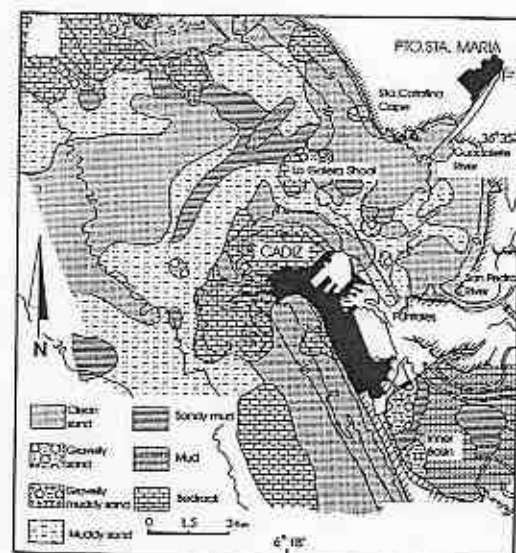 PTO.STA. MARIA
Sta. Catalina
Cape
36°35'
Guadalete
River
La Galera Shoal
CADIZ
San Pedro
River
Puntales
N
Inner
Basin
Clean
sand
Gravelly
sand
Gravelly
muddy sand
Muddy sand
Sandy mud
Mud
Bedrock
0 1.5 3 Km
6°18'